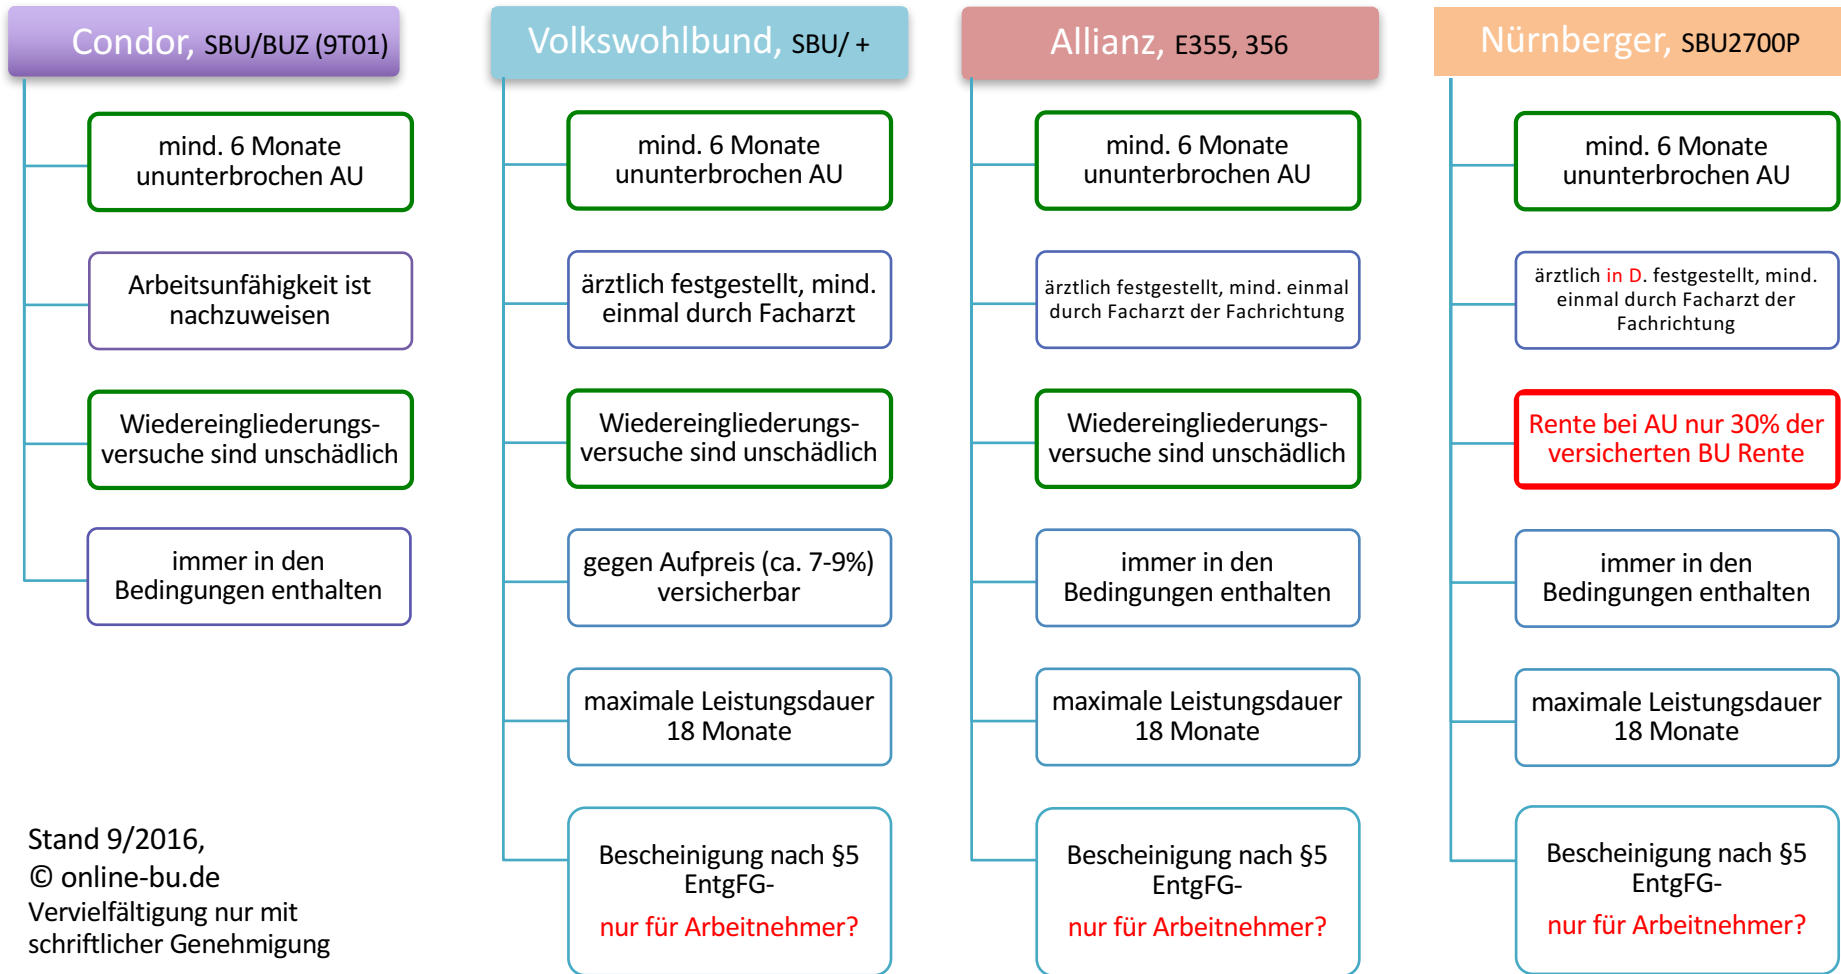 Condor, SBU/BUZ (9T01)
mind. 6 Monate
ununterbrochen AU
Arbeitsunfähigkeit ist
nachzuweisen
Wiedereingliederungs-
versuche sind unschädlich
immer in den
Bedingungen enthalten
Stand 9/2016,
© online-bu.de
Vervielfältigung nur mit
schriftlicher Genehmigung
Volkswohlbund, SBU/ +
mind. 6 Monate
ununterbrochen AU
ärztlich festgestellt, mind.
einmal durch Facharzt
Wiedereingliederungs-
versuche sind unschädlich
gegen Aufpreis (ca. 7-9%)
versicherbar
maximale Leistungsdauer
18 Monate
Bescheinigung nach §5
EntgFG-
nur für Arbeitnehmer?
Allianz, E355, 356
mind. 6 Monate
ununterbrochen AU
ärztlich festgestellt, mind. einmal
durch Facharzt der Fachrichtung
Wiedereingliederungs-
versuche sind unschädlich
immer in den
Bedingungen enthalten
maximale Leistungsdauer
18 Monate
Bescheinigung nach §5
EntgFG-
nur für Arbeitnehmer?
Nürnberger, SBU2700P
mind. 6 Monate
ununterbrochen AU
ärztlich in D. festgestellt, mind.
einmal durch Facharzt der
Fachrichtung
Rente bei AU nur 30% der
versicherten BU Rente
immer in den
Bedingungen enthalten
maximale Leistungsdauer
18 Monate
Bescheinigung nach §5
EntgFG-
nur für Arbeitnehmer?